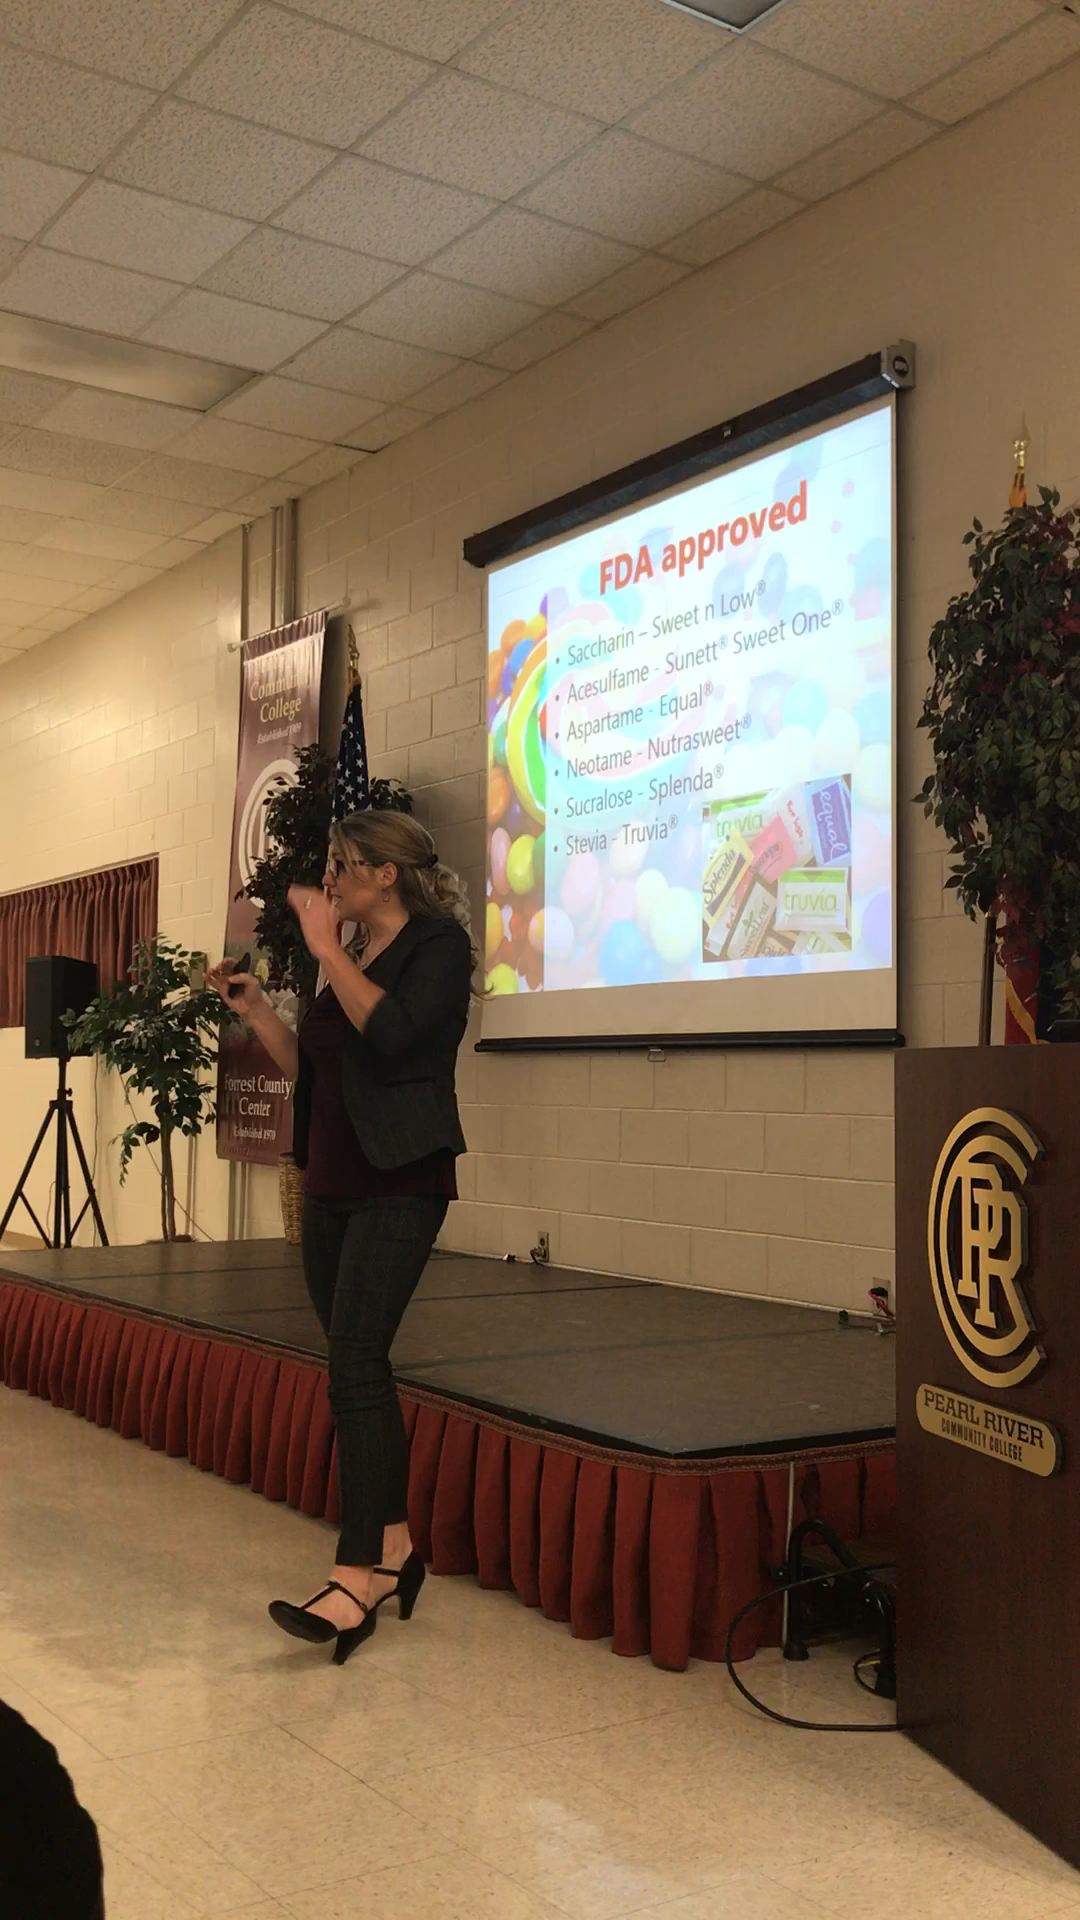 FDA approved
• Saccharin – Sweet n Low®
• Acesulfame - Sunett® Sweet One®
• Aspartame - Equal®
• Neotame - Nutrasweet®
• Sucralose - Splenda®
• Stevia - Truvia®
truvia
equal
Splenda
truvia
Community
College
Established 1909
Forrest County
Center
Established 1970
PRCC
PEARL RIVER
COMMUNITY COLLEGE